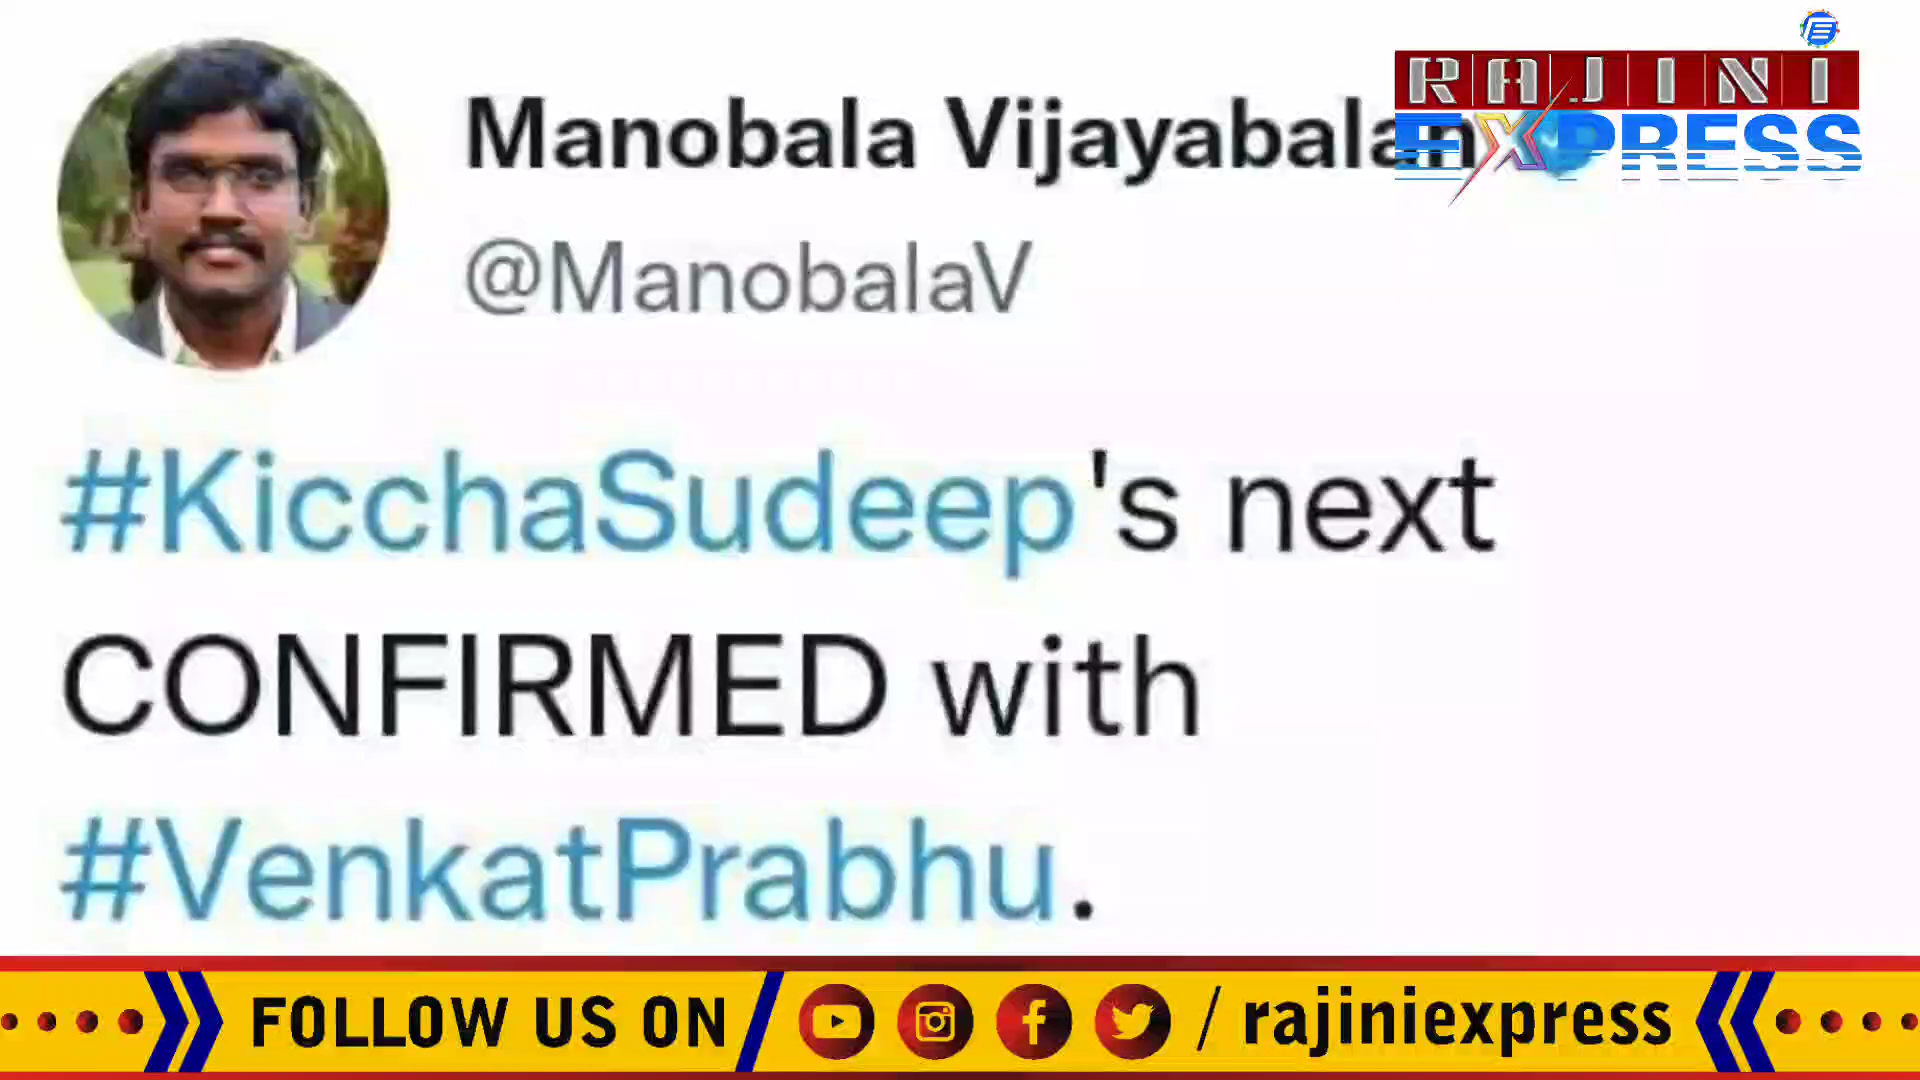 Manobala Vijayabalan
@ManobalaV
RAJINI
EXPRESS
#KicchaSudeep's next
CONFIRMED with
#VenkatPrabhu.
FOLLOW US ON / rajiniexpress